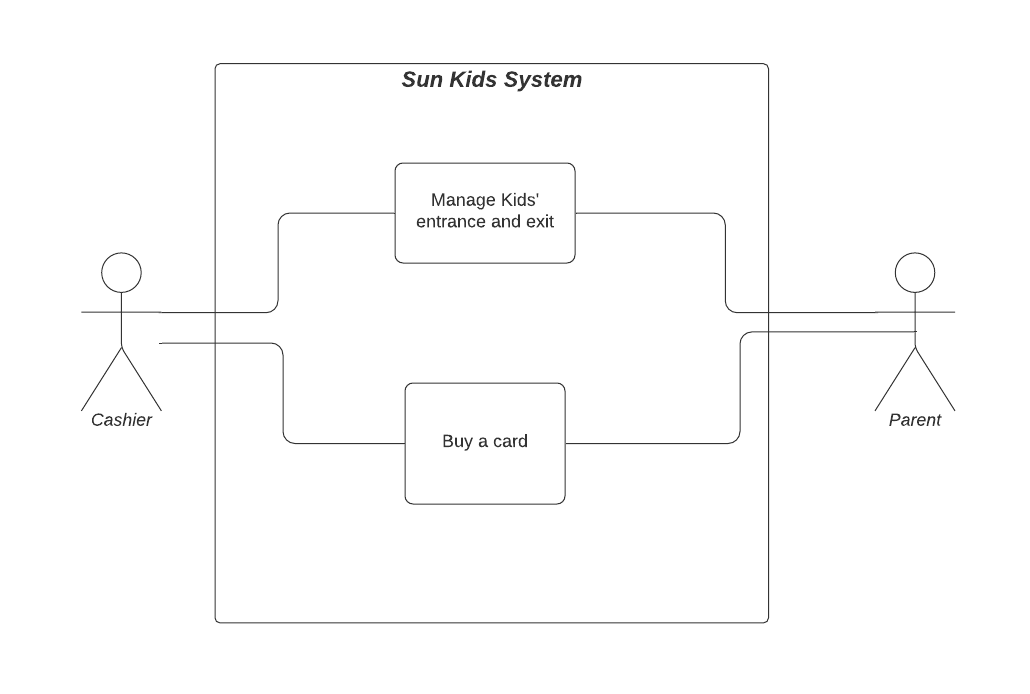 Sun Kids System
Manage Kids'
entrance and exit
Buy a card
Cashier
Parent